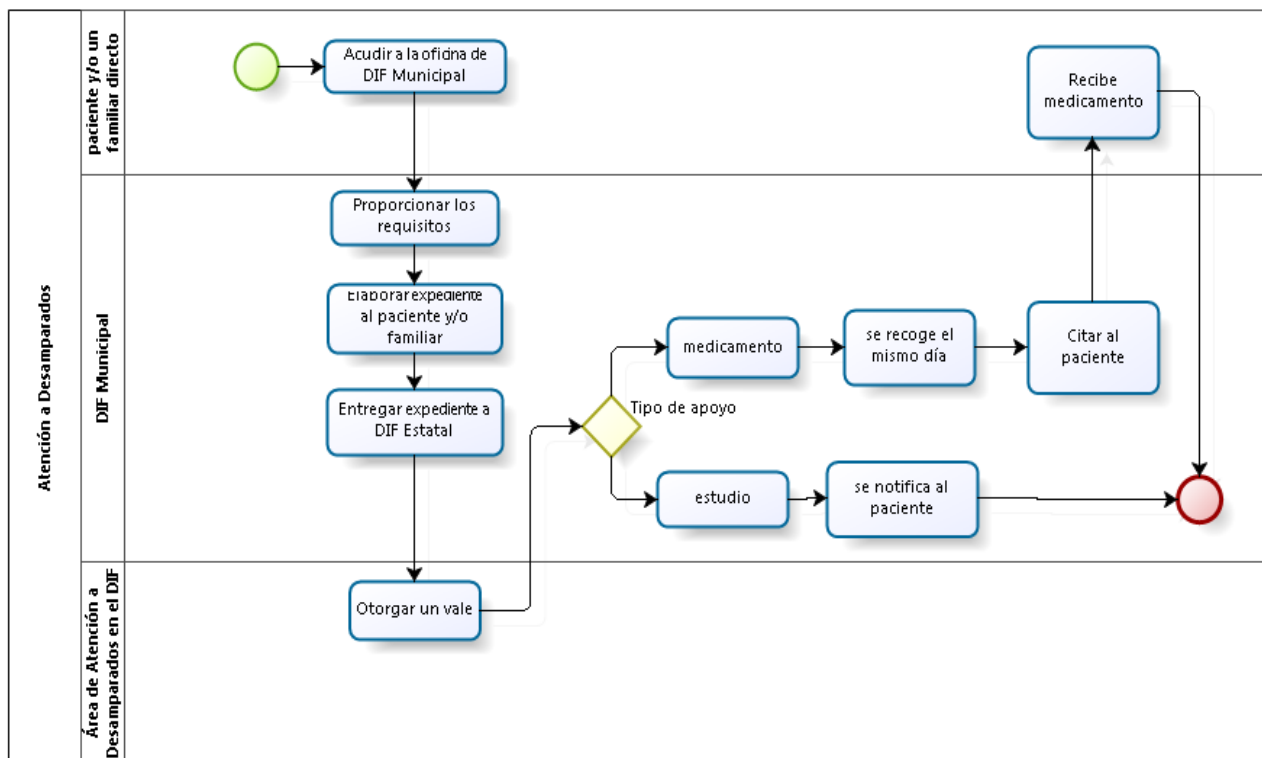 Atención a Desamparados
paciente y/o un
familiar directo
Acudir a la oficina de
DIF Municipal
Recibe
medicamento
DIF Municipal
Proporcionar los
requisitos
Elaborar expediente
al paciente y/o
familiar
Entregar expediente a
DIF Estatal
Tipo de apoyo
medicamento
se recoge el
mismo día
Citar al
paciente
estudio
se notifica al
paciente
Área de Atención a
Desamparados en el DIF
Otorgar un vale